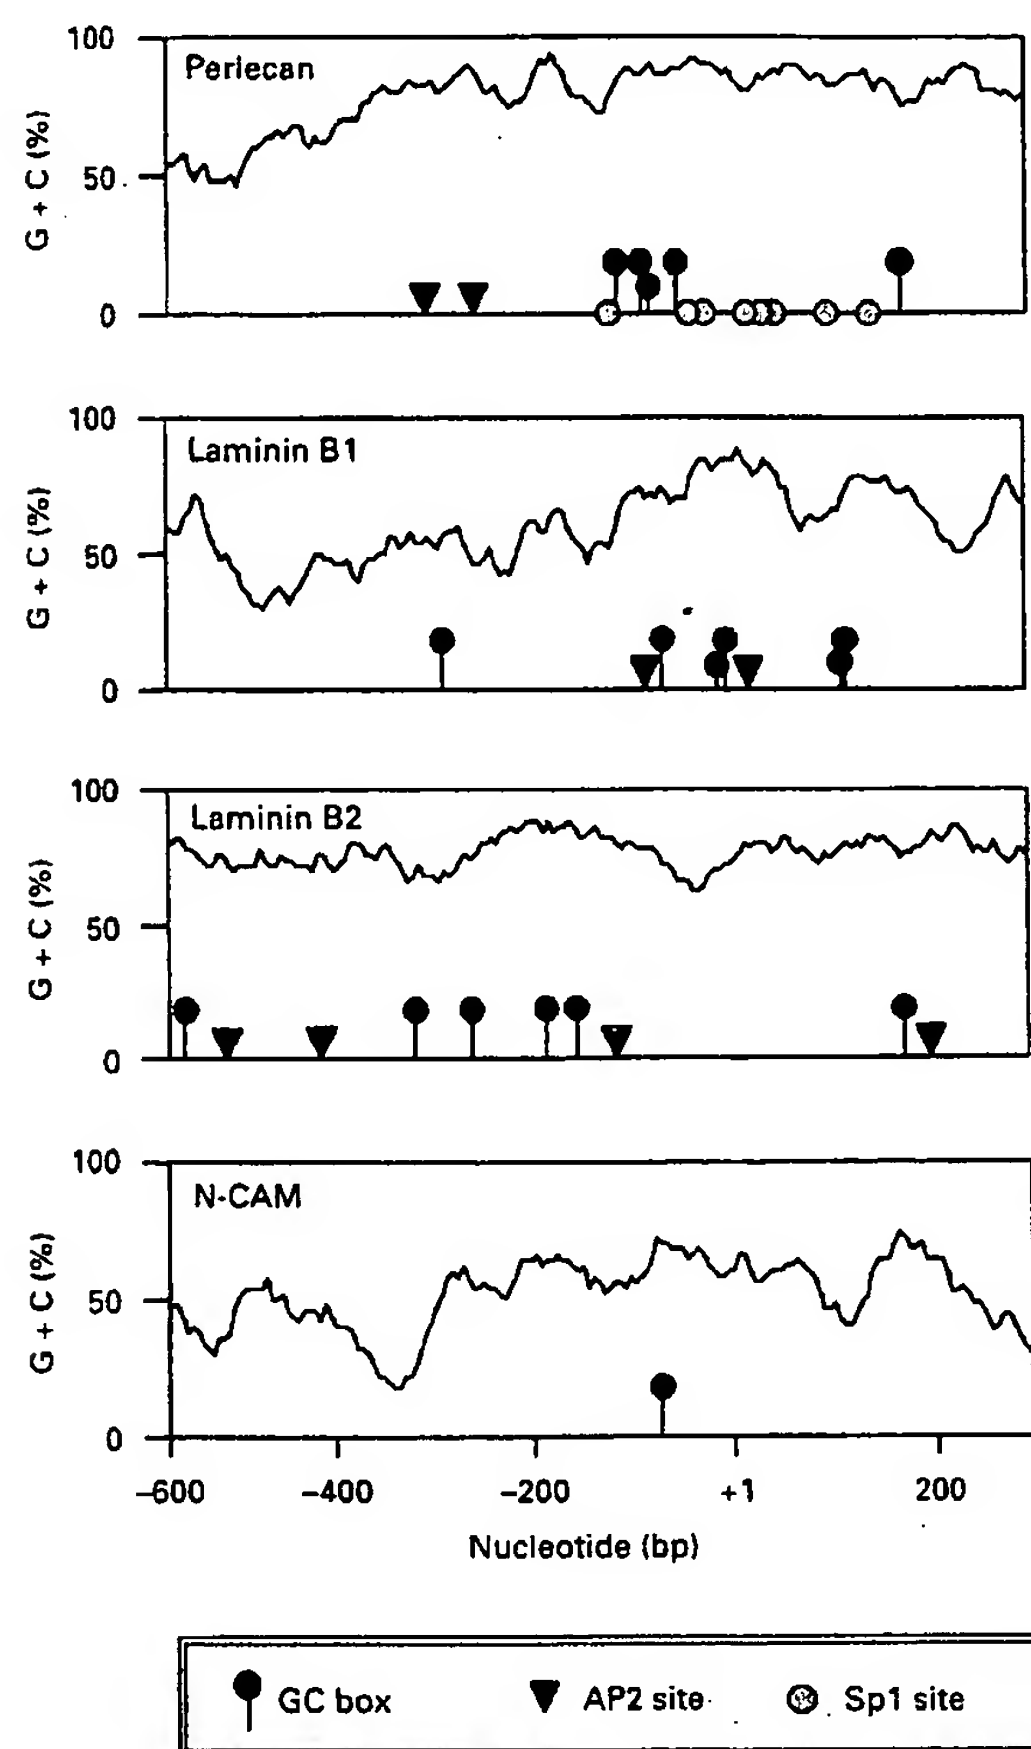 100
Perlecan
G + C (%)
50
0
100
Laminin B1
G + C (%)
50
0
100
Laminin B2
G + C (%)
50
0
100
N-CAM
G + C (%)
50
0
–600 –400 –200 +1 200
Nucleotide (bp)
GC box AP2 site Sp1 site